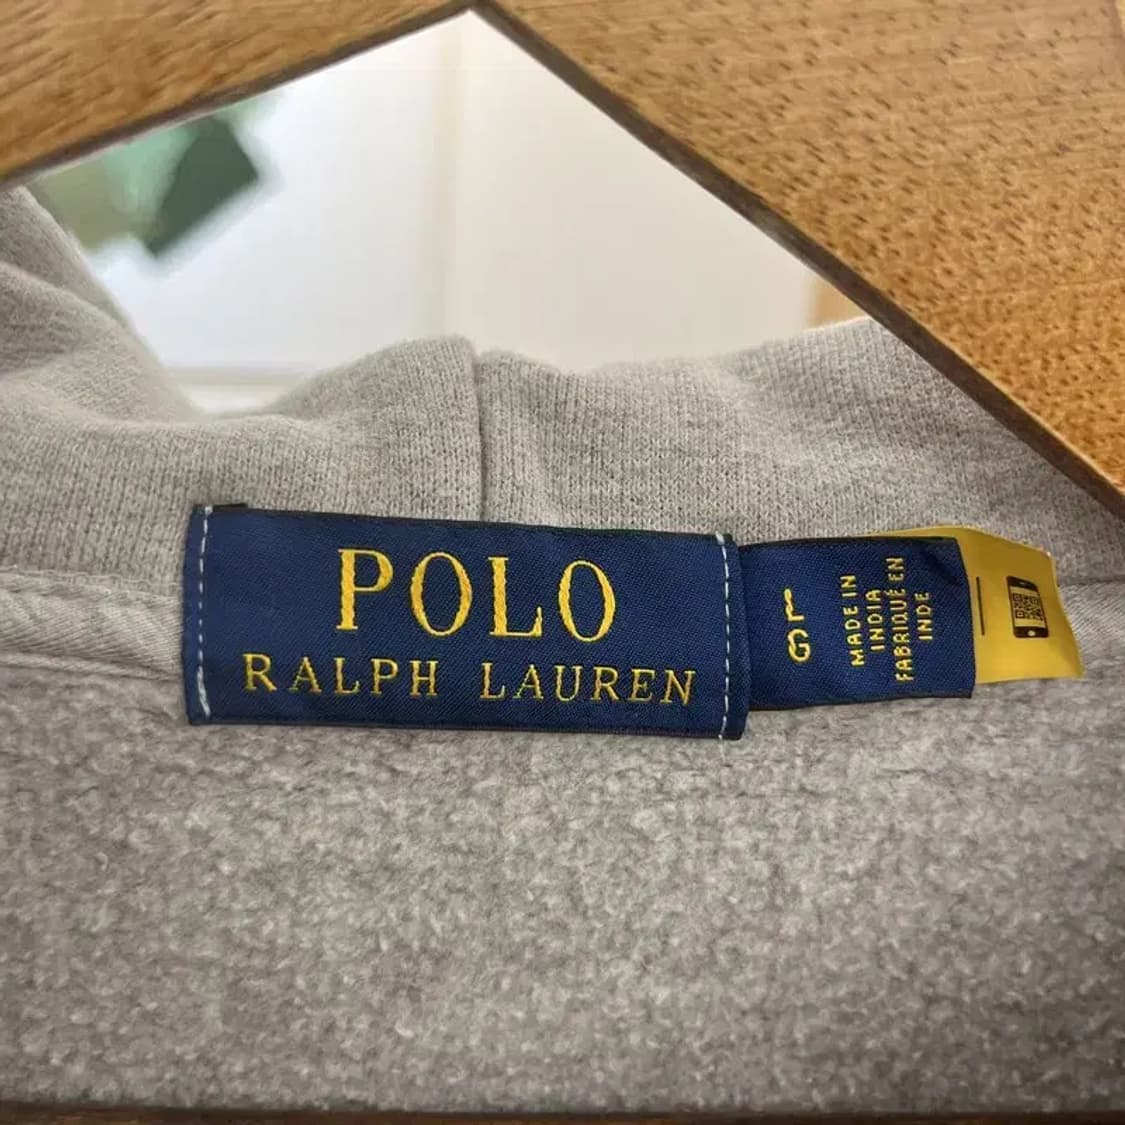 POLO
RALPH LAUREN
L
G
MADE IN
INDIA
FABRIQUÉ EN
INDE